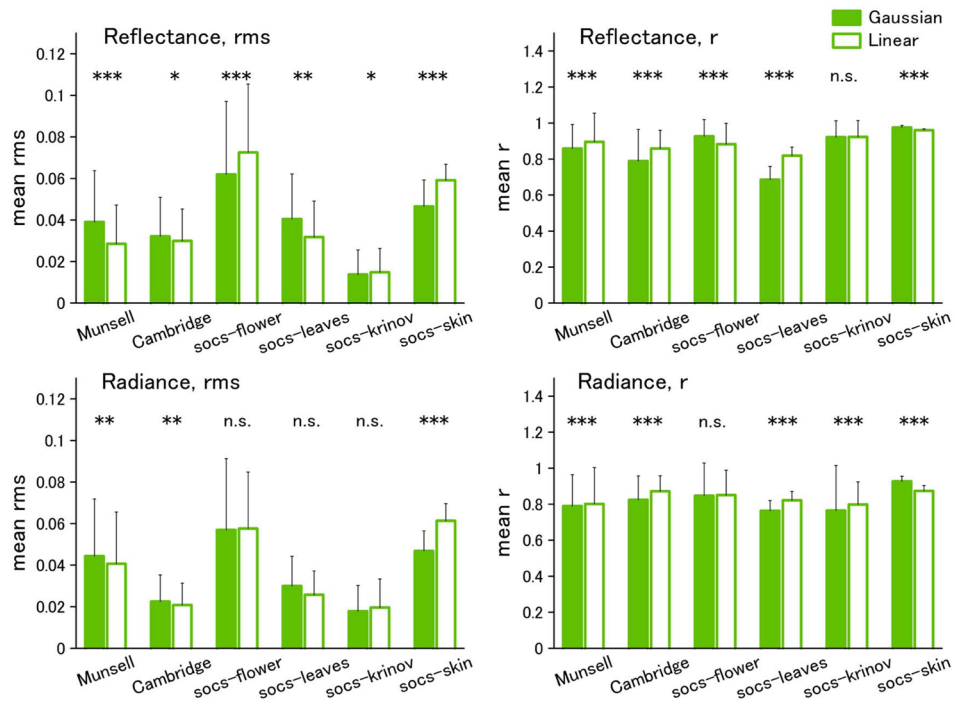 Gaussian
Linear
Reflectance, rms
0.12
0.1
0.08
0.06
0.04
0.02
0
mean rms
*** * *** ** * ***
Munsell Cambridge socs-flower socs-leaves socs-krinov socs-skin
Reflectance, r
1.4
1.2
1
0.8
0.6
0.4
0.2
0
mean r
*** *** *** *** n.s. ***
Munsell Cambridge socs-flower socs-leaves socs-krinov socs-skin
Radiance, rms
0.12
0.1
0.08
0.06
0.04
0.02
0
mean rms
** ** n.s. n.s. n.s. ***
Munsell Cambridge socs-flower socs-leaves socs-krinov socs-skin
Radiance, r
1.4
1.2
1
0.8
0.6
0.4
0.2
0
mean r
*** *** n.s. *** *** ***
Munsell Cambridge socs-flower socs-leaves socs-krinov socs-skin